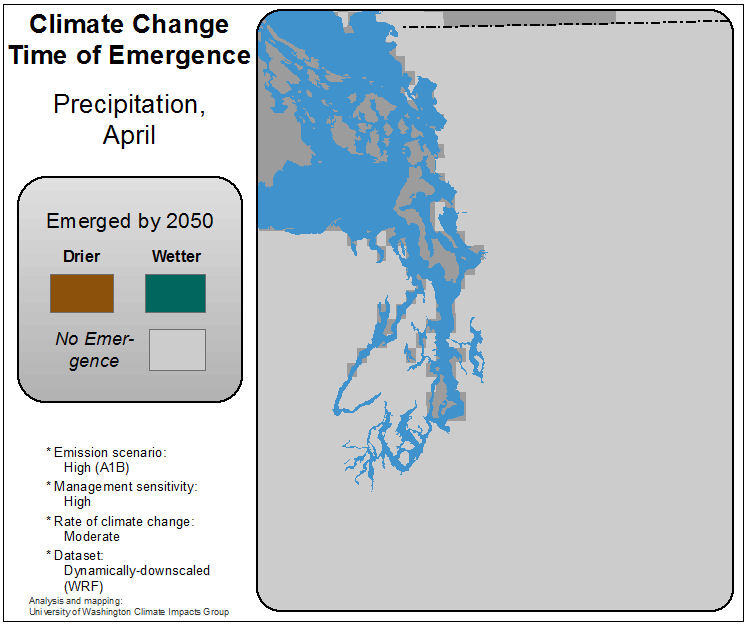 Climate Change
Time of Emergence
Precipitation,
April
Emerged by 2050
Drier Wetter
No Emer-
gence
* Emission scenario:
High (A1B)
* Management sensitivity:
High
* Rate of climate change:
Moderate
* Dataset:
Dynamically-downscaled
(WRF)
Analysis and mapping:
University of Washington Climate Impacts Group